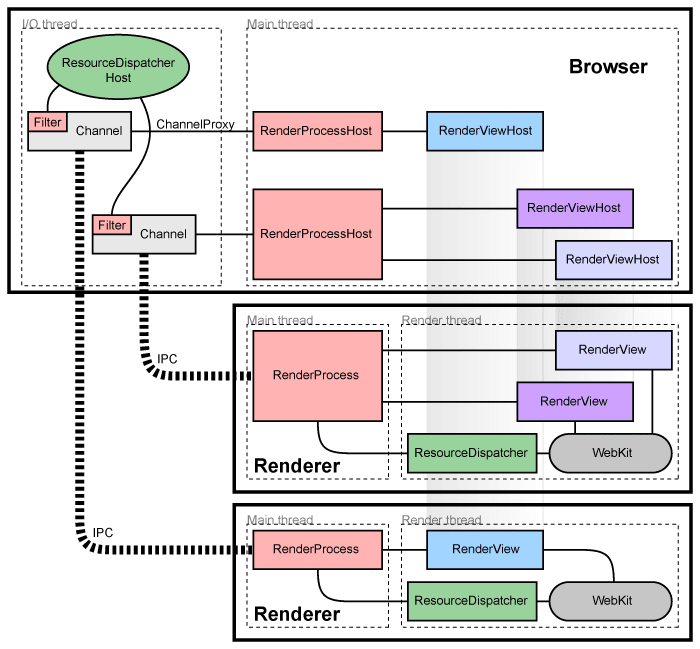 I/O thread
Main thread
ResourceDispatcher
Host
Browser
Filter
Channel
ChannelProxy
RenderProcessHost
RenderViewHost
Filter
Channel
RenderProcessHost
RenderViewHost
RenderViewHost
Main thread
Render thread
IPC
RenderProcess
RenderView
RenderView
Renderer
ResourceDispatcher
WebKit
Main thread
Render thread
IPC
RenderProcess
RenderView
Renderer
ResourceDispatcher
WebKit